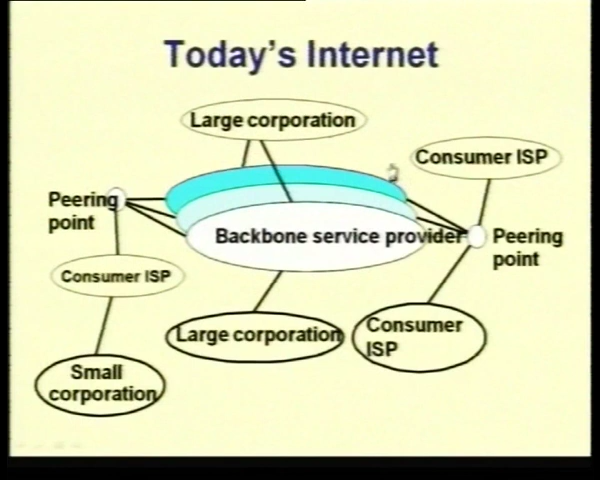 Today's Internet
Large corporation
Consumer ISP
Peering
point
Backbone service provider
Peering
point
Consumer ISP
Large corporation
Consumer
ISP
Small
corporation